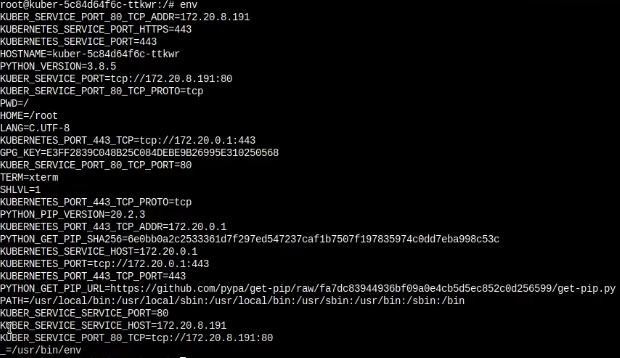 root@kuber-5c84d64f6c-ttkwr:/# env
KUBER_SERVICE_PORT_80_TCP_ADDR=172.20.8.191
KUBERNETES_SERVICE_PORT_HTTPS=443
KUBERNETES_SERVICE_PORT=443
HOSTNAME=kuber-5c84d64f6c-ttkwr
PYTHON_VERSION=3.8.5
KUBER_SERVICE_PORT=tcp://172.20.8.191:80
KUBER_SERVICE_PORT_80_TCP_PROTO=tcp
PWD=/
HOME=/root
LANG=C.UTF-8
KUBERNETES_PORT_443_TCP=tcp://172.20.0.1:443
GPG_KEY=E3FF2839C048B25C084DEBE9B26995E310250568
KUBER_SERVICE_PORT_80_TCP_PORT=80
TERM=xterm
SHLVL=1
KUBERNETES_PORT_443_TCP_PROTO=tcp
PYTHON_PIP_VERSION=20.2.3
KUBERNETES_PORT_443_TCP_ADDR=172.20.0.1
PYTHON_GET_PIP_SHA256=6e0bb0a2c2533361d7f297ed547237caf1b7507f197835974c0dd7eba998c53c
KUBERNETES_SERVICE_HOST=172.20.0.1
KUBERNETES_PORT=tcp://172.20.0.1:443
KUBERNETES_PORT_443_TCP_PORT=443
PYTHON_GET_PIP_URL=https://github.com/pypa/get-pip/raw/fa7dc83944936bf09a0e4cb5d5ec852c0d256599/get-pip.py
PATH=/usr/local/bin:/usr/local/sbin:/usr/local/bin:/usr/sbin:/usr/bin:/sbin:/bin
KUBER_SERVICE_SERVICE_PORT=80
KUBER_SERVICE_SERVICE_HOST=172.20.8.191
KUBER_SERVICE_PORT_80_TCP=tcp://172.20.8.191:80
_=/usr/bin/env